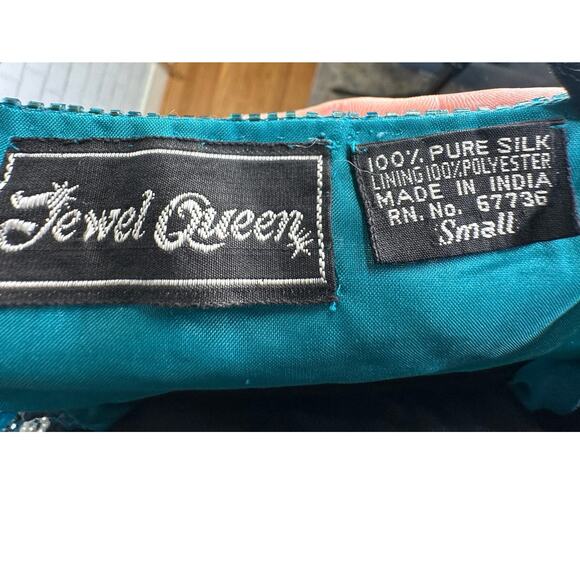 Jewel Queen
100% PURE SILK
LINING 100% POLYESTER
MADE IN INDIA
RN. No. 67736
Small